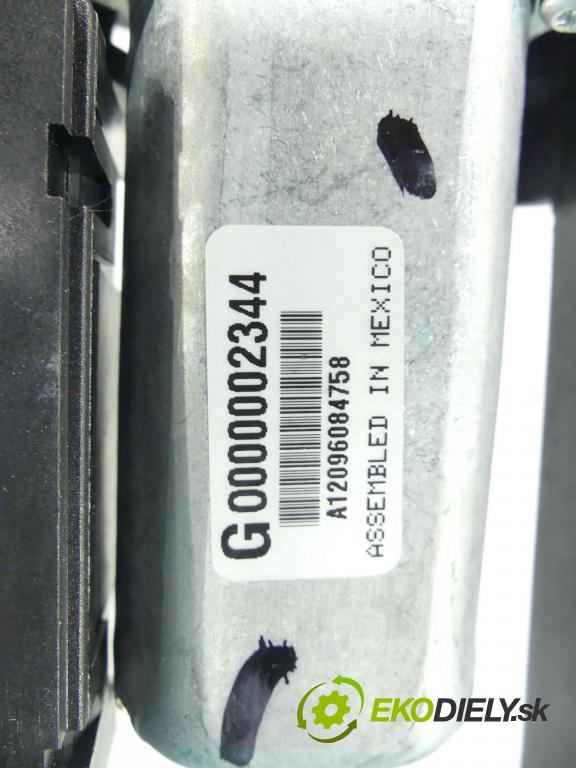 G0000002344
A12096084758
ASSEMBLED IN MEXICO
EKODIELY.sk